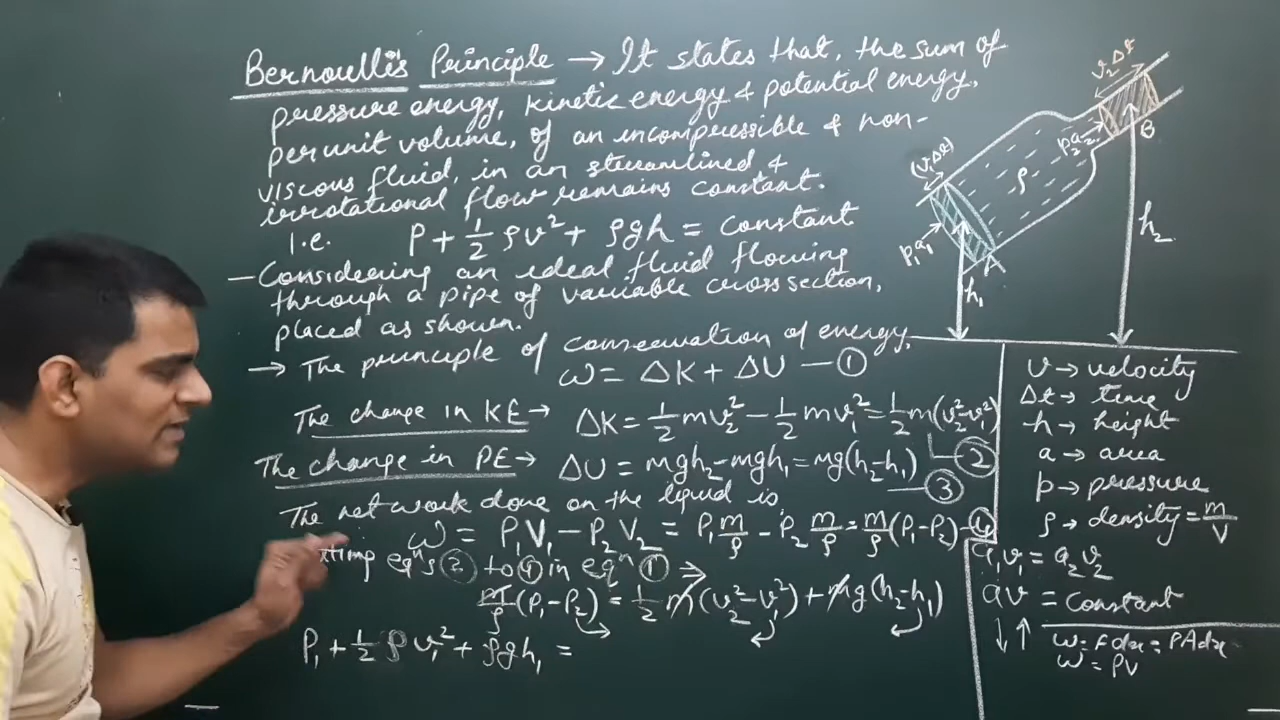 Bernoullis Principle → It states that, the sum of
pressure energy, kinetic energy & potential energy,
per unit volume, of an incompressible & non-
viscous fluid, in an streamlined &
irrotational flow remains constant.
i.e. P + 1/2 ρv² + ρgh = constant
- Considering an ideal fluid flowing
through a pipe of variable cross section,
placed as shown.
→ The principle of conservation of energy,
ω = ΔK + ΔU — ①
The change in KE → ΔK = 1/2 mv₂² - 1/2 mv₁² = 1/2 m(v₂²-v₁²)
— ②
The change in PE → ΔU = mgh₂ - mgh₁ = mg(h₂-h₁)
— ③
The net work done on the liquid is,
ω = P₁V₁ - P₂V₂ = P₁ m/ρ - P₂ m/ρ = m/ρ (P₁-P₂) - ④
eqⁿs ② to ④ in eqⁿ ① ⇒
m/ρ (P₁-P₂) = 1/2 m(v₂²-v₁²) + mg(h₂-h₁)
P₁ + 1/2 ρv₁² + ρgh₁ =
v₂Δt
B
P₂a₂
(v₁Δt)
ρ
P₁a₁
A
h₁
h₂
v → velocity
Δt → time
h → height
a → area
p → pressure
ρ → density = m/V
a₁v₁ = a₂v₂
av = constant
↓ ↑
ω = F dx = PA dx
ω = PV